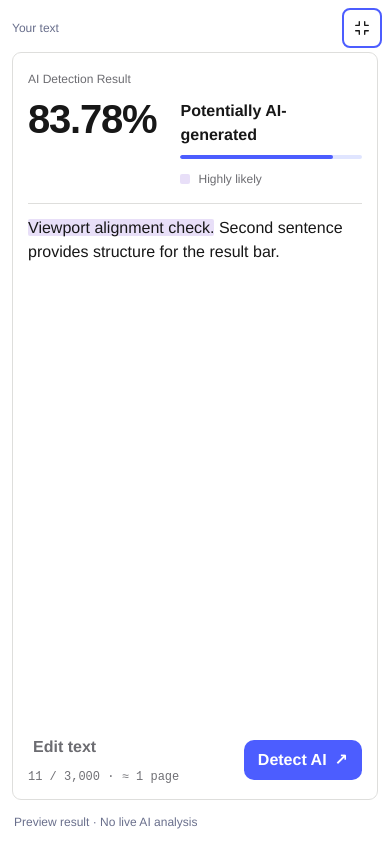 Your text
AI Detection Result
83.78%
Potentially AI-
generated
Highly likely
Viewport alignment check. Second sentence
provides structure for the result bar.
Edit text
11 / 3,000 · ≈ 1 page
Detect AI ↗
Preview result · No live AI analysis